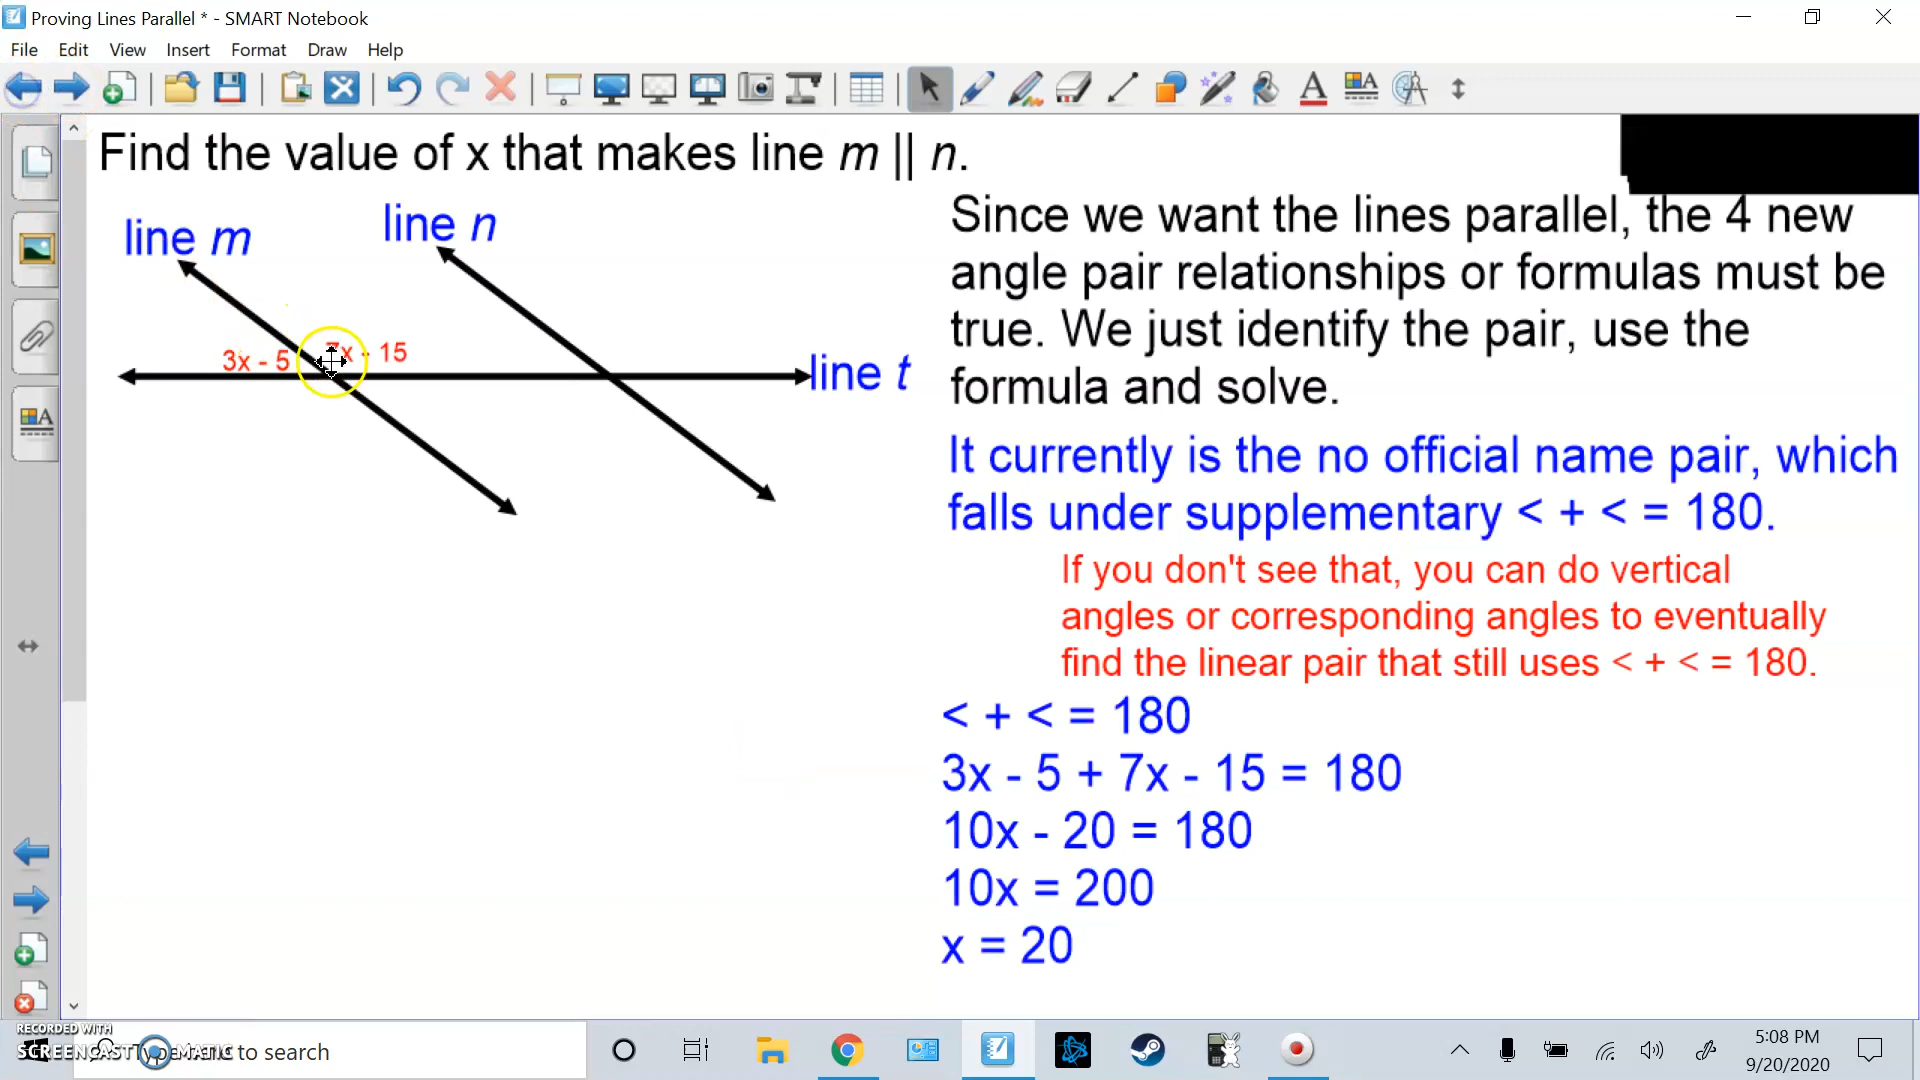 Proving Lines Parallel * - SMART Notebook
File Edit View Insert Format Draw Help
Find the value of x that makes line m || n.
line m
line n
3x - 5
7x - 15
line t
Since we want the lines parallel, the 4 new
angle pair relationships or formulas must be
true. We just identify the pair, use the
formula and solve.
It currently is the no official name pair, which
falls under supplementary < + < = 180.
If you don't see that, you can do vertical
angles or corresponding angles to eventually
find the linear pair that still uses < + < = 180.
< + < = 180
3x - 5 + 7x - 15 = 180
10x - 20 = 180
10x = 200
x = 20
RECORDED WITH
SCREENCAST MATIC
to search
5:08 PM
9/20/2020